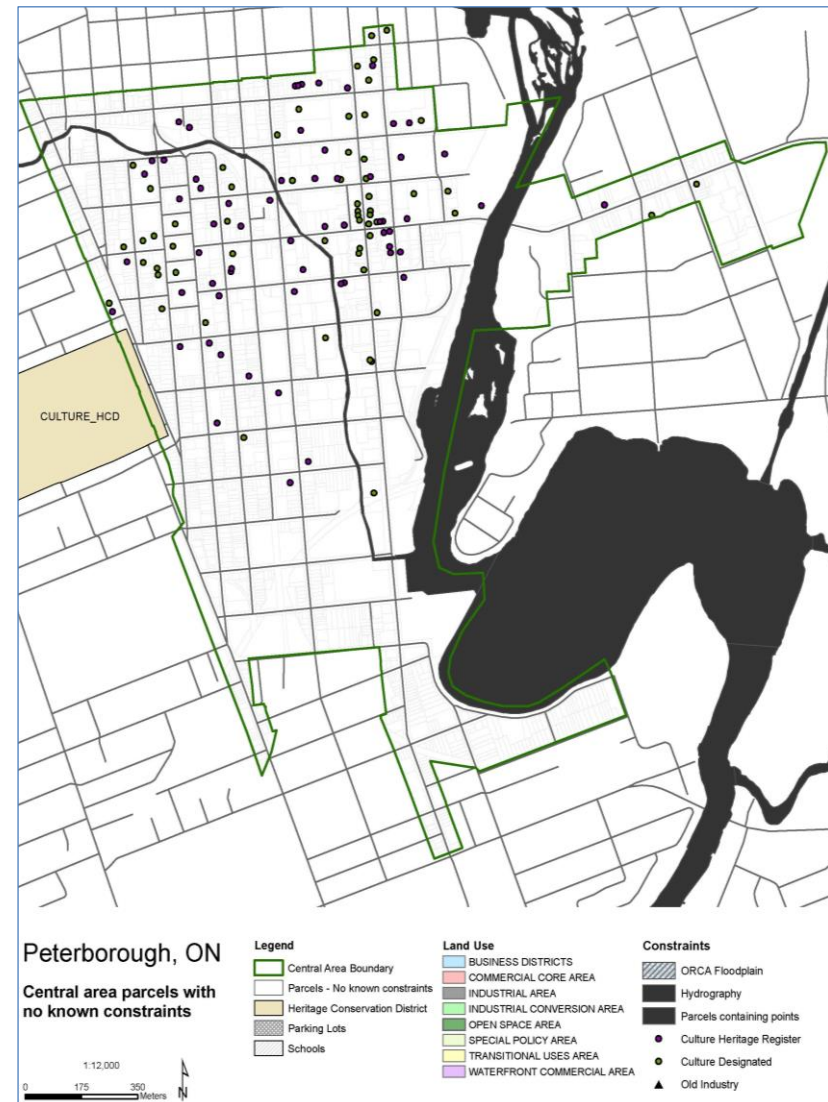 CULTURE_HCD
Peterborough, ON
Central area parcels with
no known constraints
1:12,000
0 175 350
Meters
N
Legend
Central Area Boundary
Parcels - No known constraints
Heritage Conservation District
Parking Lots
Schools
Land Use
BUSINESS DISTRICTS
COMMERCIAL CORE AREA
INDUSTRIAL AREA
INDUSTRIAL CONVERSION AREA
OPEN SPACE AREA
SPECIAL POLICY AREA
TRANSITIONAL USES AREA
WATERFRONT COMMERCIAL AREA
Constraints
ORCA Floodplain
Hydrography
Parcels containing points
Culture Heritage Register
Culture Designated
Old Industry